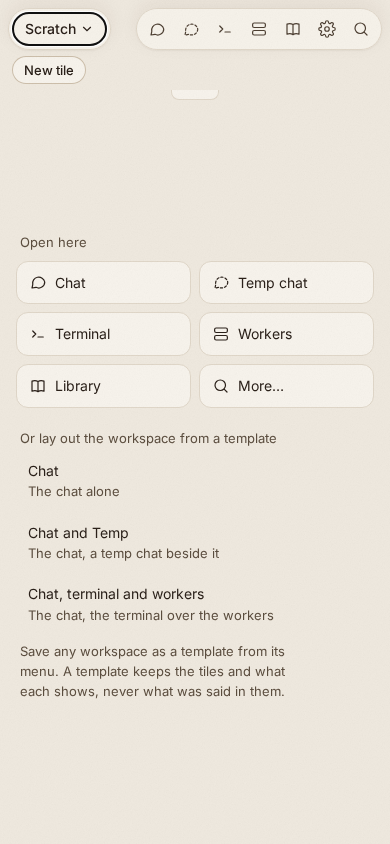 Scratch
New tile
Open here
Chat
Temp chat
Terminal
Workers
Library
More...
Or lay out the workspace from a template
Chat
The chat alone
Chat and Temp
The chat, a temp chat beside it
Chat, terminal and workers
The chat, the terminal over the workers
Save any workspace as a template from its
menu. A template keeps the tiles and what
each shows, never what was said in them.